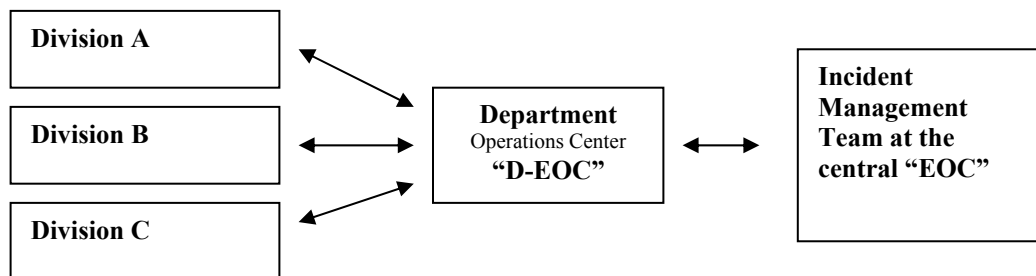 Division A
Division B
Division C
Department
Operations Center
“D-EOC”
Incident
Management
Team at the
central “EOC”